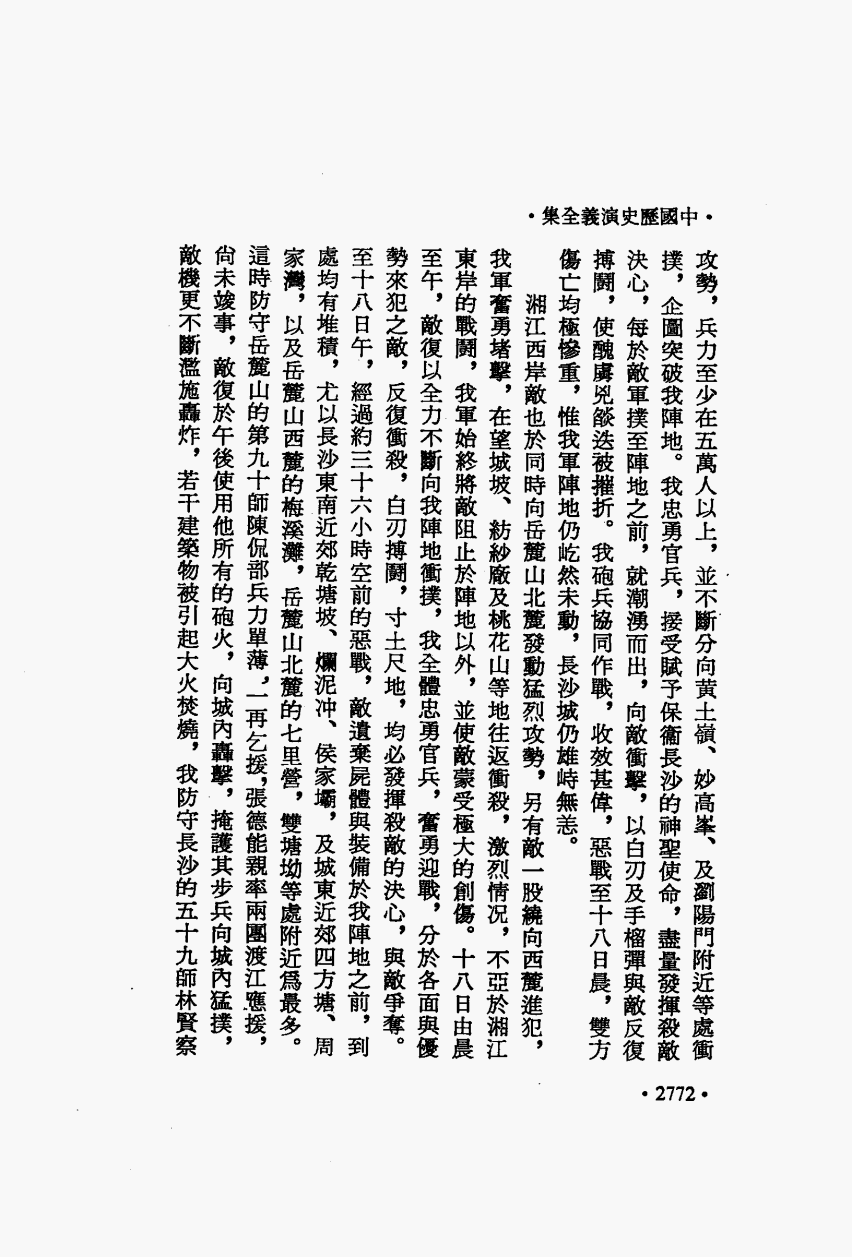 ·中國歷史演義全集·
攻勢，兵力至少在五萬人以上，並不斷分向黃土嶺、妙高峯、及瀏陽門附近等處衝
撲，企圖突破我陣地。我忠勇官兵，接受賦予保衞長沙的神聖使命，盡量發揮殺敵
決心，每於敵軍撲至陣地之前，就潮湧而出，向敵衝擊，以白刃及手榴彈與敵反復
搏鬪，使醜虜兇燄迭被摧折。我砲兵協同作戰，收效甚偉，惡戰至十八日晨，雙方
傷亡均極慘重，惟我軍陣地仍屹然未動，長沙城仍雄峙無恙。
湘江西岸敵也於同時向岳麓山北麓發動猛烈攻勢，另有敵一股繞向西麓進犯，
我軍奮勇堵擊，在望城坡、紡紗廠及桃花山等地往返衝殺，激烈情況，不亞於湘江
東岸的戰鬪，我軍始終將敵阻止於陣地以外，並使敵蒙受極大的創傷。十八日由晨
至午，敵復以全力不斷向我陣地衝撲，我全體忠勇官兵，奮勇迎戰，分於各面與優
勢來犯之敵，反復衝殺，白刃搏鬪，寸土尺地，均必發揮殺敵的決心，與敵爭奪。
至十八日午，經過約三十六小時空前的惡戰，敵遺棄屍體與裝備於我陣地之前，到
處均有堆積，尤以長沙東南近郊乾塘坡、爛泥冲、侯家壩，及城東近郊四方塘、周
家灣，以及岳麓山西麓的梅溪灘，岳麓山北麓的七里營，雙塘坳等處附近爲最多。
這時防守岳麓山的第九十師陳侃部兵力單薄，一再乞援，張德能親率兩團渡江應援，
尙未竣事，敵復於午後使用他所有的砲火，向城內轟擊，掩護其步兵向城內猛撲，
敵機更不斷濫施轟炸，若干建築物被引起大火焚燒，我防守長沙的五十九師林賢察
·2772·